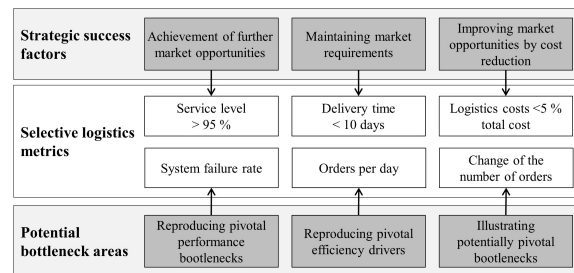 Strategic success
factors
Achievement of further
market opportunities
Maintaining market
requirements
Improving market
opportunities by cost
reduction
Selective logistics
metrics
Service level
> 95 %
Delivery time
< 10 days
Logistics costs <5 %
total cost
System failure rate
Orders per day
Change of the
number of orders
Potential
bottleneck areas
Reproducing pivotal
performance
bottlenecks
Reproducing pivotal
efficiency drivers
Illustrating
potentially pivotal
bottlenecks